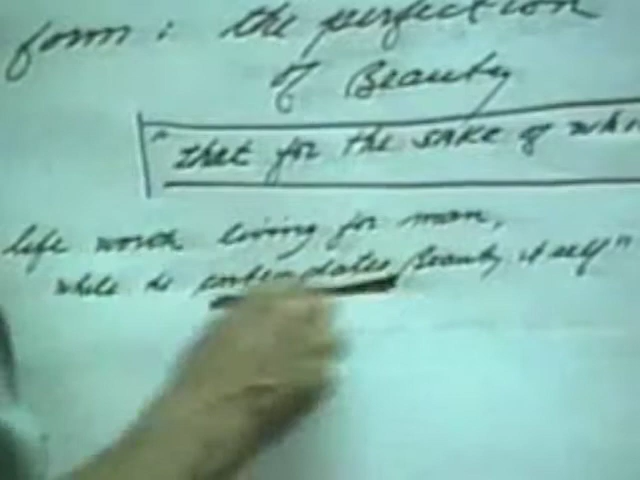 form: the perfection
of Beauty
" that for the sake of whi
life worth living for man,
while he contemplates Beauty itself"